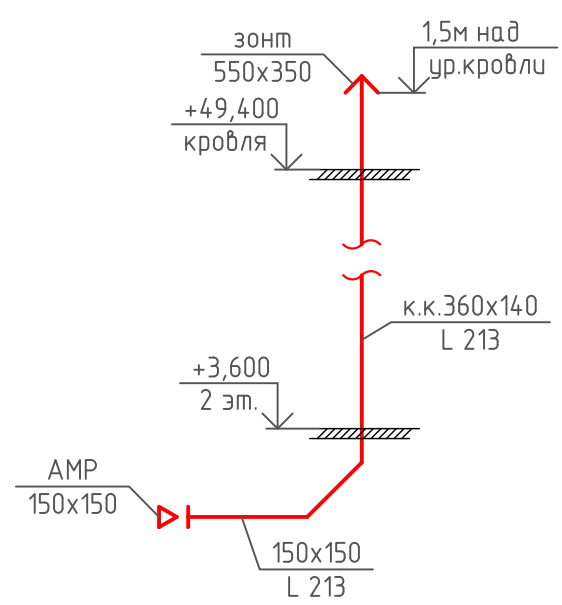 зонт
550х350
1,5м над
ур.кровли
+49,400
кровля
к.к.360х140
L 213
+3,600
2 эт.
АМР
150х150
150х150
L 213